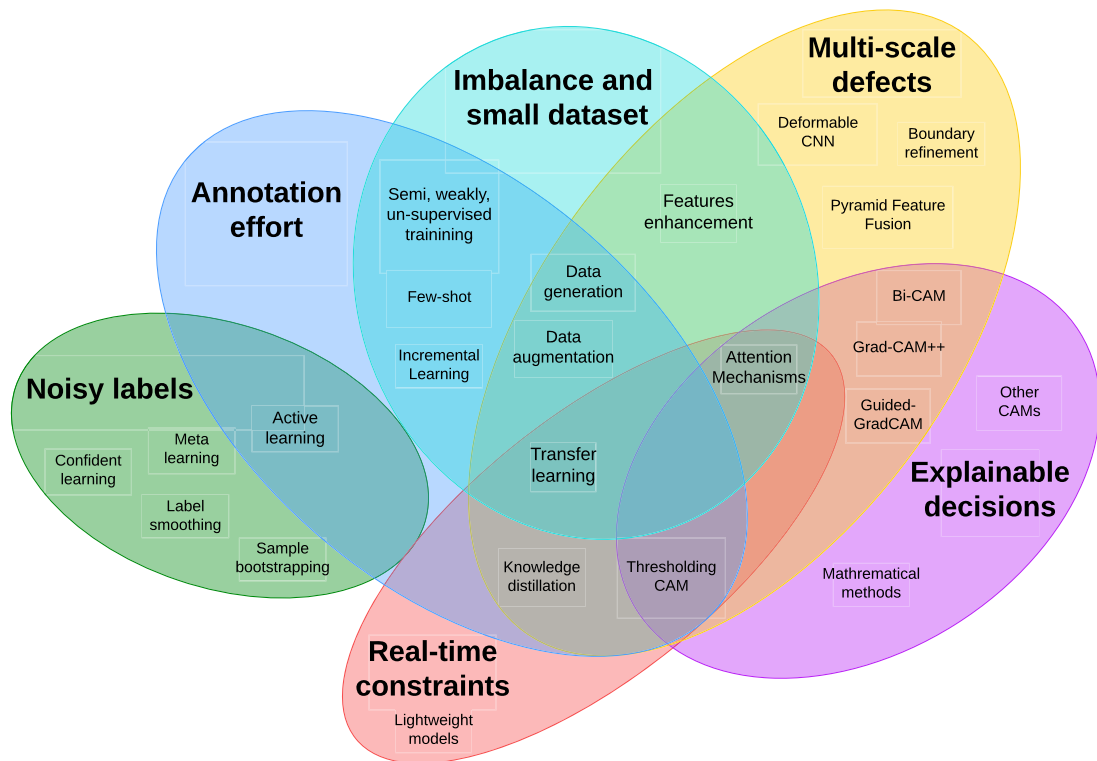 Multi-scale
defects
Imbalance and
small dataset
Deformable
CNN
Boundary
refinement
Annotation
effort
Semi, weakly,
un-supervised
trainining
Features
enhancement
Pyramid Feature
Fusion
Data
generation
Few-shot
Bi-CAM
Data
augmentation
Grad-CAM++
Incremental
Learning
Attention
Mechanisms
Noisy labels
Guided-
GradCAM
Other
CAMs
Active
learning
Meta
learning
Confident
learning
Transfer
learning
Explainable
decisions
Label
smoothing
Sample
bootstrapping
Knowledge
distillation
Thresholding
CAM
Mathrematical
methods
Real-time
constraints
Lightweight
models